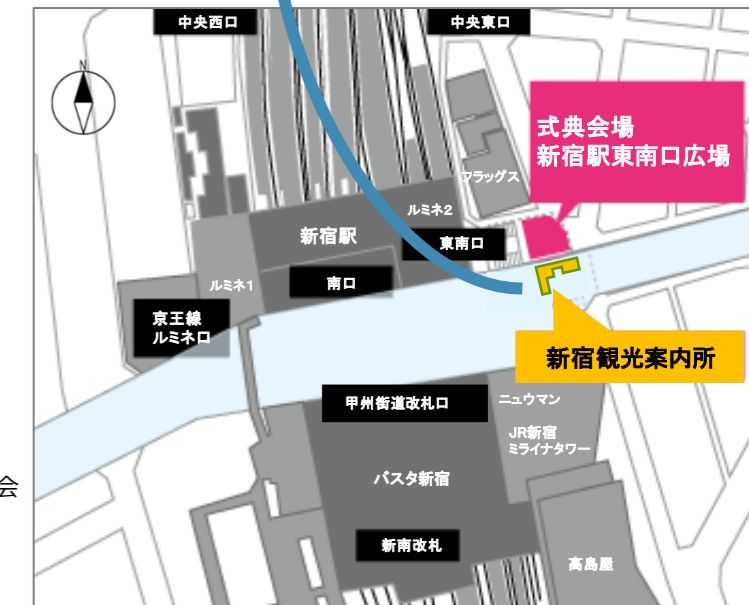 中央西口
中央東口
N
式典会場
新宿駅東南口広場
フラッグス
ルミネ2
新宿駅
東南口
ルミネ1
南口
京王線
ルミネ口
新宿観光案内所
甲州街道改札口
ニュウマン
JR新宿
ミライナタワー
バスタ新宿
会
新南改札
高島屋